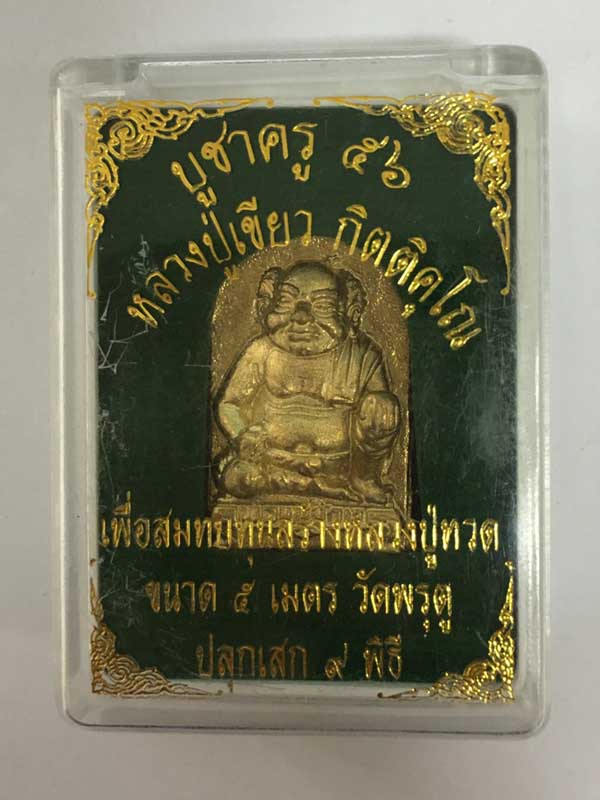 บูชาครู ๕๖
หลวงปู่เขียว กิตติคุโณ
เพื่อสมทบทุนสร้างหลวงปู่ทวด
ขนาด ๕ เมตร วัดพรุตู
ปลุกเสก ๙ พิธี